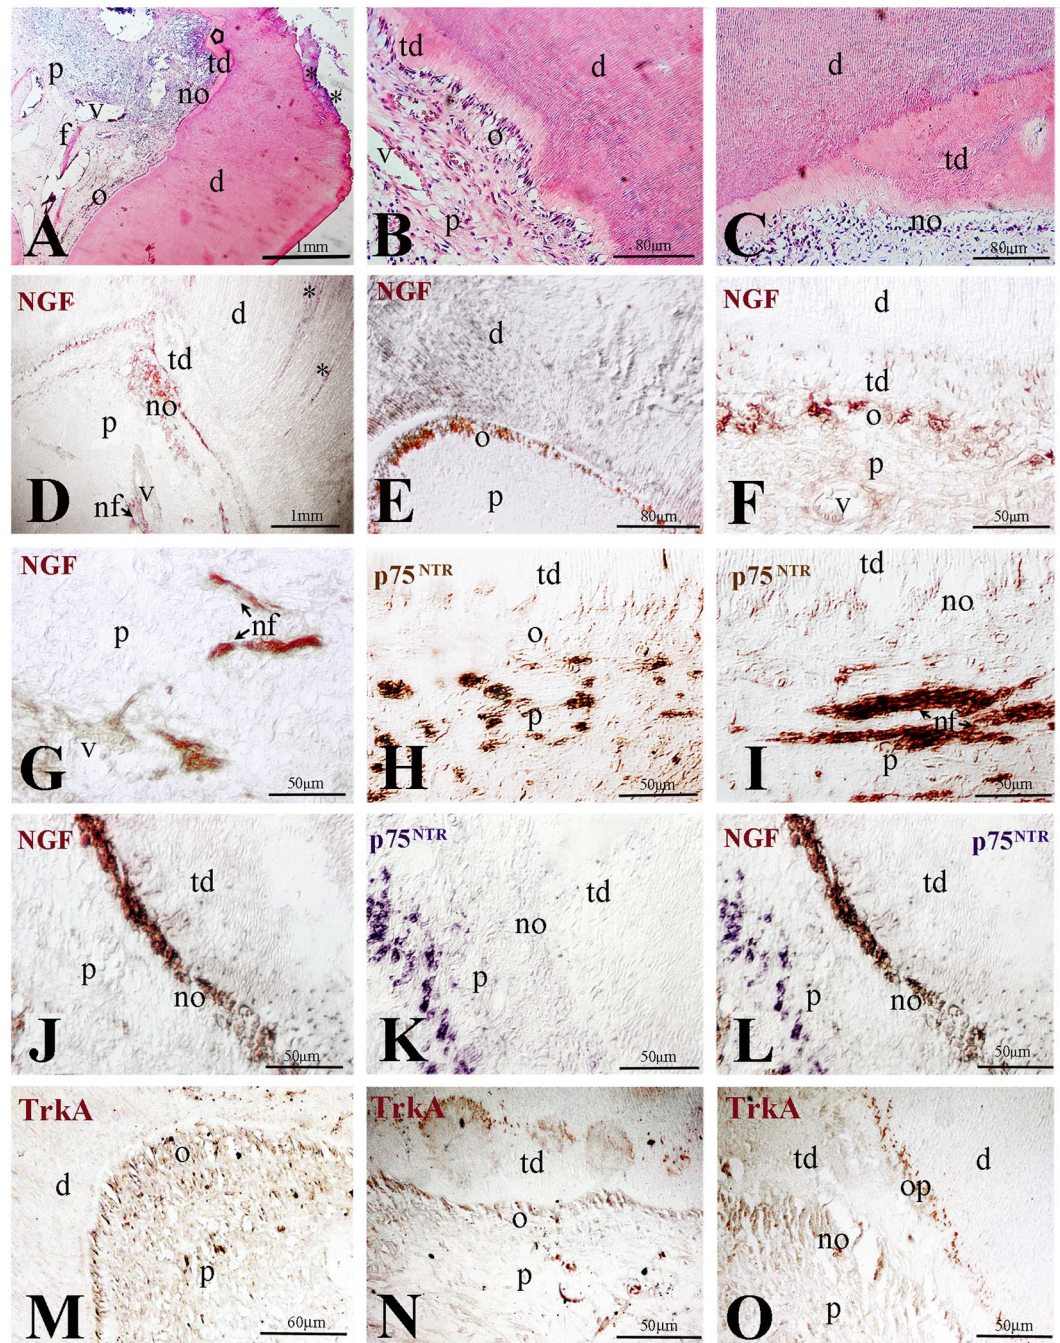 p
td
no
v
f
o
d
*
*
A
1mm
td
d
o
v
p
B
80μm
d
td
no
C
80μm
NGF
d
*
td
*
no
p
v
nf
D
1mm
NGF
d
o
p
E
80μm
NGF
d
td
o
p
v
F
50μm
NGF
p
nf
v
G
50μm
p75NTR
td
o
p
H
50μm
p75NTR
td
no
nf
p
I
50μm
NGF
td
p
no
J
50μm
p75NTR
td
no
p
K
50μm
NGF p75NTR
td
p
no
L
50μm
TrkA
o
d
p
M
60μm
TrkA
td
o
p
N
50μm
TrkA
td
d
op
no
p
O
50μm